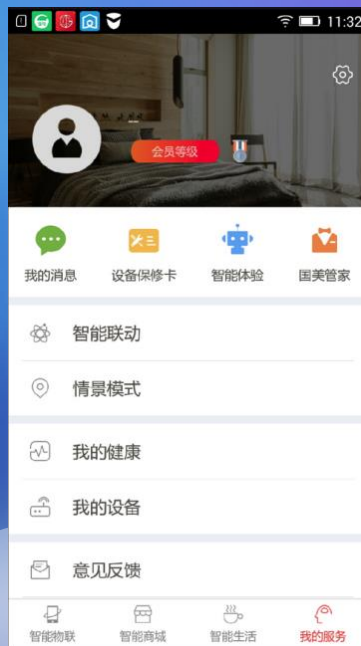 11:32
会员等级
我的消息 设备保修卡 智能体验 国美管家
智能联动
情景模式
我的健康
我的设备
意见反馈
智能物联 智能商城 智能生活 我的服务